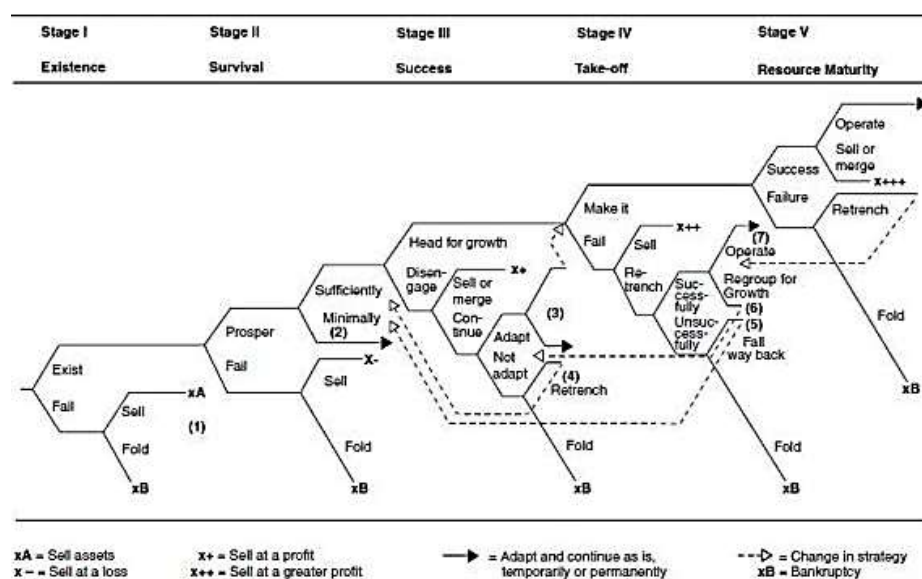 Stage I Stage II Stage III Stage IV Stage V
Existence Survival Success Take-off Resource Maturity
Operate
Sell or
merge
Success
x+++
Failure
Make it
Retrench
Head for growth
x++
(7)
Fail
Sell
Operate
Disen-
gage
x+
Re-
trench
Suc-
cess-
fully
Regroup for
Growth
Sell or
merge
Sufficiently
Con-
tinue
(3)
(6)
Unsuc-
cess-
fully
(5)
Fold
Minimally
(2)
Prosper
Adapt
Fall
way back
Not
adapt
Exist
Fail
X-
(4)
Sell
Retrench
xA
xB
Fail
Sell
(1)
Fold
Fold
Fold
Fold
xB
xB
xB
xB
xA = Sell assets x+ = Sell at a profit = Adapt and continue as is, = Change in strategy
x – = Sell at a loss x++ = Sell at a greater profit temporarily or permanently xB = Bankruptcy